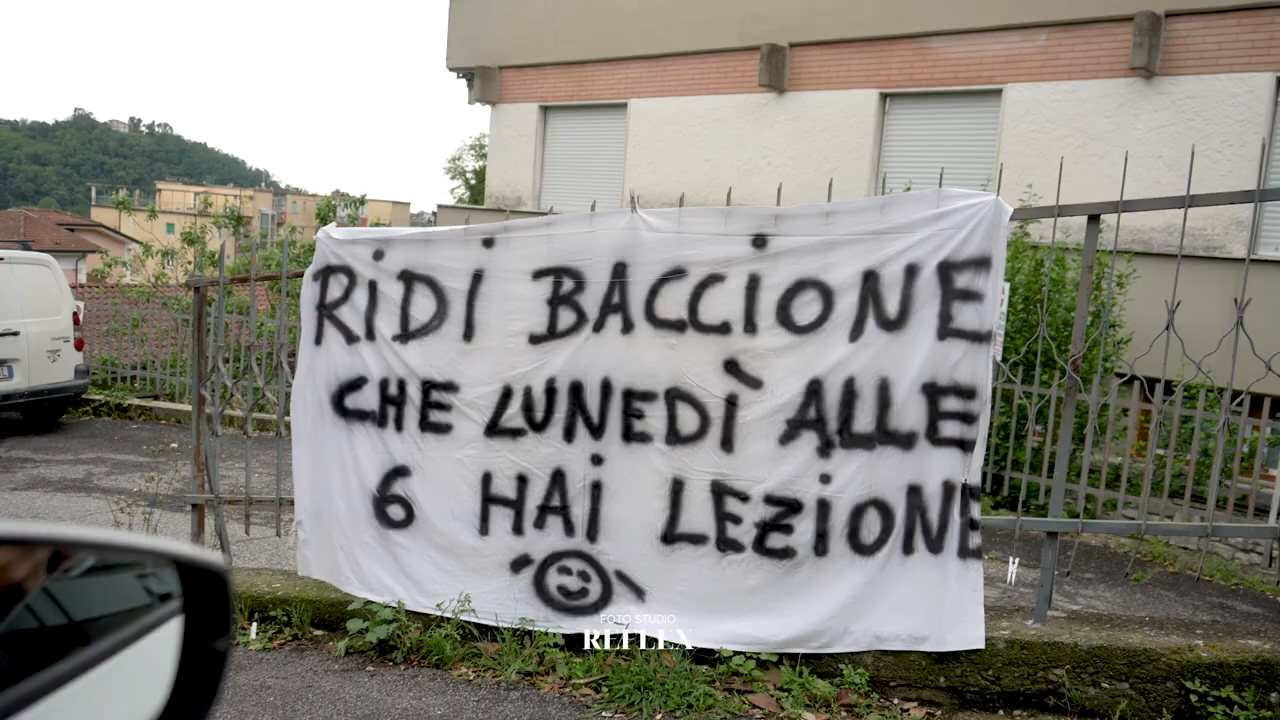 RiDi BACCiONE
CHE LUNEDÌ ALLE
6 HAi LEZiONE
FOTO STUDIO
REFLEX